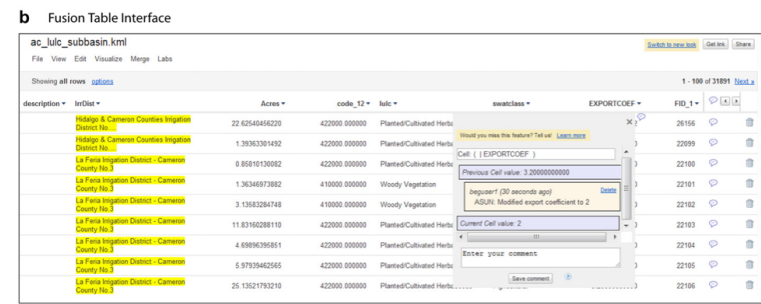 b Fusion Table Interface
ac_lulc_subbasin.kml
Switch to new look Get link Share
File View Edit Visualize Merge Labs
Showing all rows options 1 - 100 of 31891 Next »
description IrrDist Acres code_12 lulc swatclass EXPORTCOEF FID_1
Hidalgo & Cameron Counties Irrigation
District No.... 22.62540456220 422000.000000 Planted/Cultivated Herba 26156
Hidalgo & Cameron Counties Irrigation
District No.... 1.39363301492 422000.000000 Planted/Cultivated Herba 22099
La Feria Irrigation District - Cameron
County No.3 0.85810130082 422000.000000 Planted/Cultivated Herba 22100
La Feria Irrigation District - Cameron
County No.3 1.36346973882 410000.000000 Woody Vegetation 22101
La Feria Irrigation District - Cameron
County No.3 3.13583284748 410000.000000 Woody Vegetation 22102
La Feria Irrigation District - Cameron
County No.3 11.83160288110 422000.000000 Planted/Cultivated Herba 22103
La Feria Irrigation District - Cameron
County No.3 4.69896395851 422000.000000 Planted/Cultivated Herba 22104
La Feria Irrigation District - Cameron
County No.3 5.97939462565 422000.000000 Planted/Cultivated Herba 22105
La Feria Irrigation District - Cameron
County No.3 25.13521793210 422000.000000 Planted/Cultivated 22106
Would you miss this feature? Tell us! Learn more
Cell: ( | EXPORTCOEF )
Previous Cell value: 3.20000000000
beguser1 (30 seconds ago) Delete
ASUN: Modified export coefficient to 2
Current Cell value: 2
Enter your comment
Save comment ?